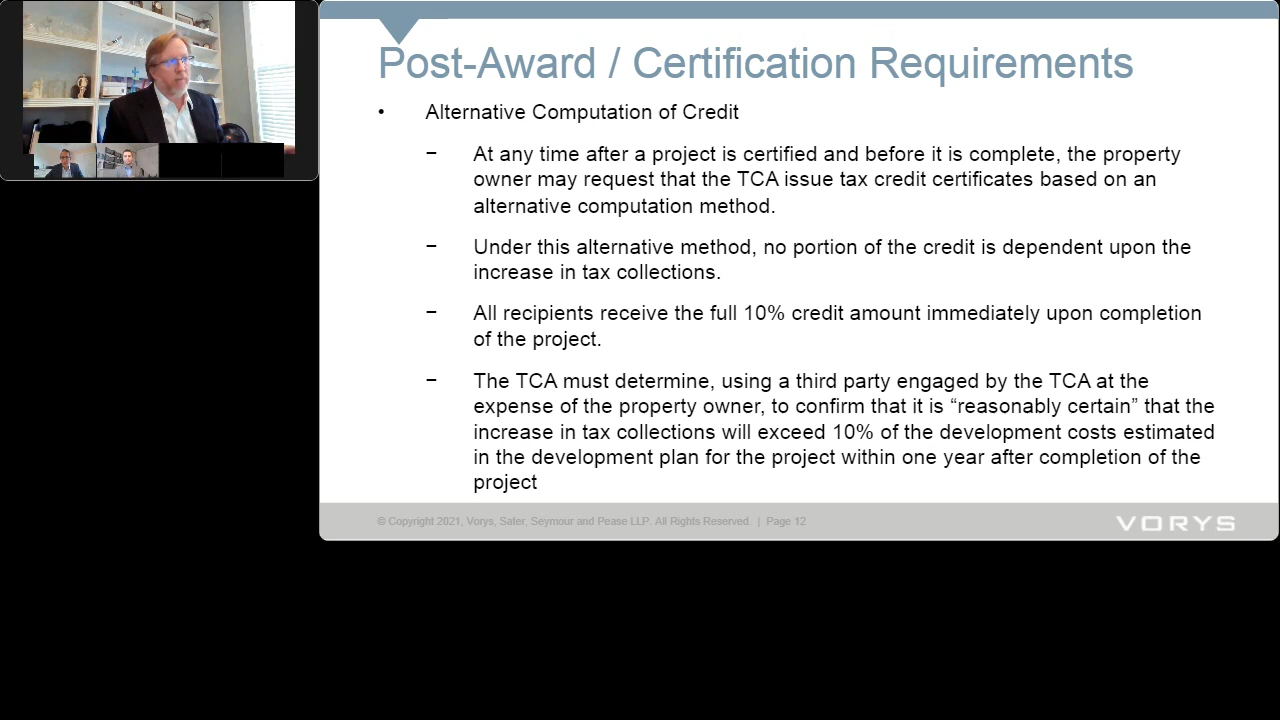 Post-Award / Certification Requirements
• Alternative Computation of Credit
− At any time after a project is certified and before it is complete, the property
owner may request that the TCA issue tax credit certificates based on an
alternative computation method.
− Under this alternative method, no portion of the credit is dependent upon the
increase in tax collections.
− All recipients receive the full 10% credit amount immediately upon completion
of the project.
− The TCA must determine, using a third party engaged by the TCA at the
expense of the property owner, to confirm that it is “reasonably certain” that the
increase in tax collections will exceed 10% of the development costs estimated
in the development plan for the project within one year after completion of the
project
© Copyright 2021, Vorys, Sater, Seymour and Pease LLP. All Rights Reserved. | Page 12
VORYS